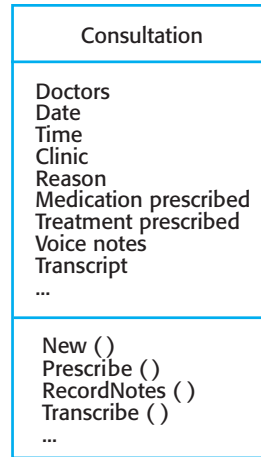 Consultation
Doctors
Date
Time
Clinic
Reason
Medication prescribed
Treatment prescribed
Voice notes
Transcript
...
New ( )
Prescribe ( )
RecordNotes ( )
Transcribe ( )
...